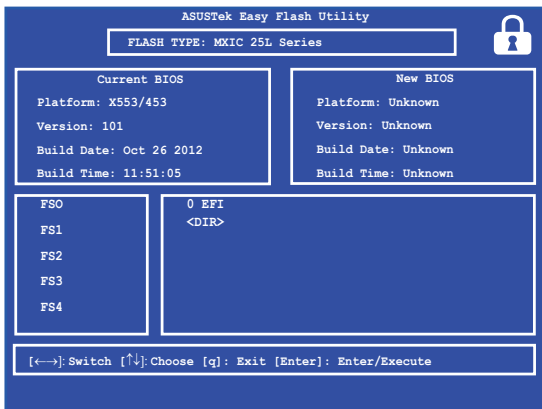 ASUSTek Easy Flash Utility
FLASH TYPE: MXIC 25L Series
Current BIOS
Platform: X553/453
Version: 101
Build Date: Oct 26 2012
Build Time: 11:51:05
New BIOS
Platform: Unknown
Version: Unknown
Build Date: Unknown
Build Time: Unknown
FSO
FS1
FS2
FS3
FS4
0 EFI
<DIR>
[←→]: Switch [↑↓]: Choose [q]: Exit [Enter]: Enter/Execute